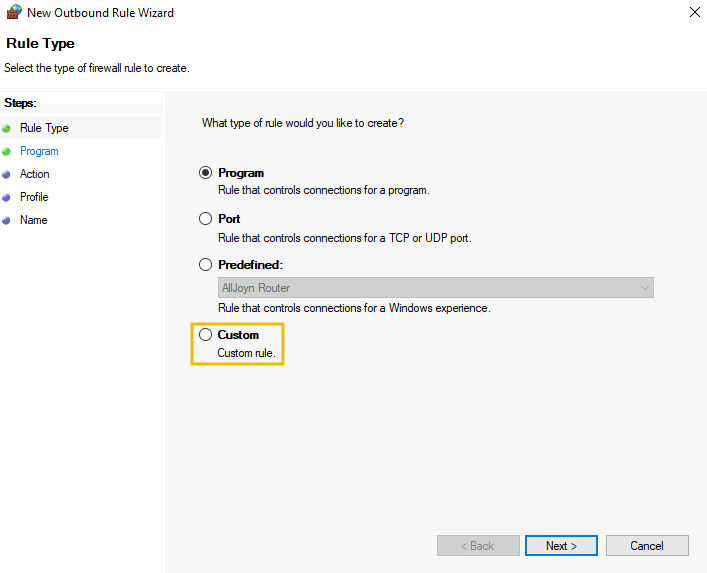 New Outbound Rule Wizard
Rule Type
Select the type of firewall rule to create.
Steps:
Rule Type
Program
Action
Profile
Name
What type of rule would you like to create?
Program
Rule that controls connections for a program.
Port
Rule that controls connections for a TCP or UDP port.
Predefined:
AllJoyn Router
Rule that controls connections for a Windows experience.
Custom
Custom rule.
< Back
Next >
Cancel